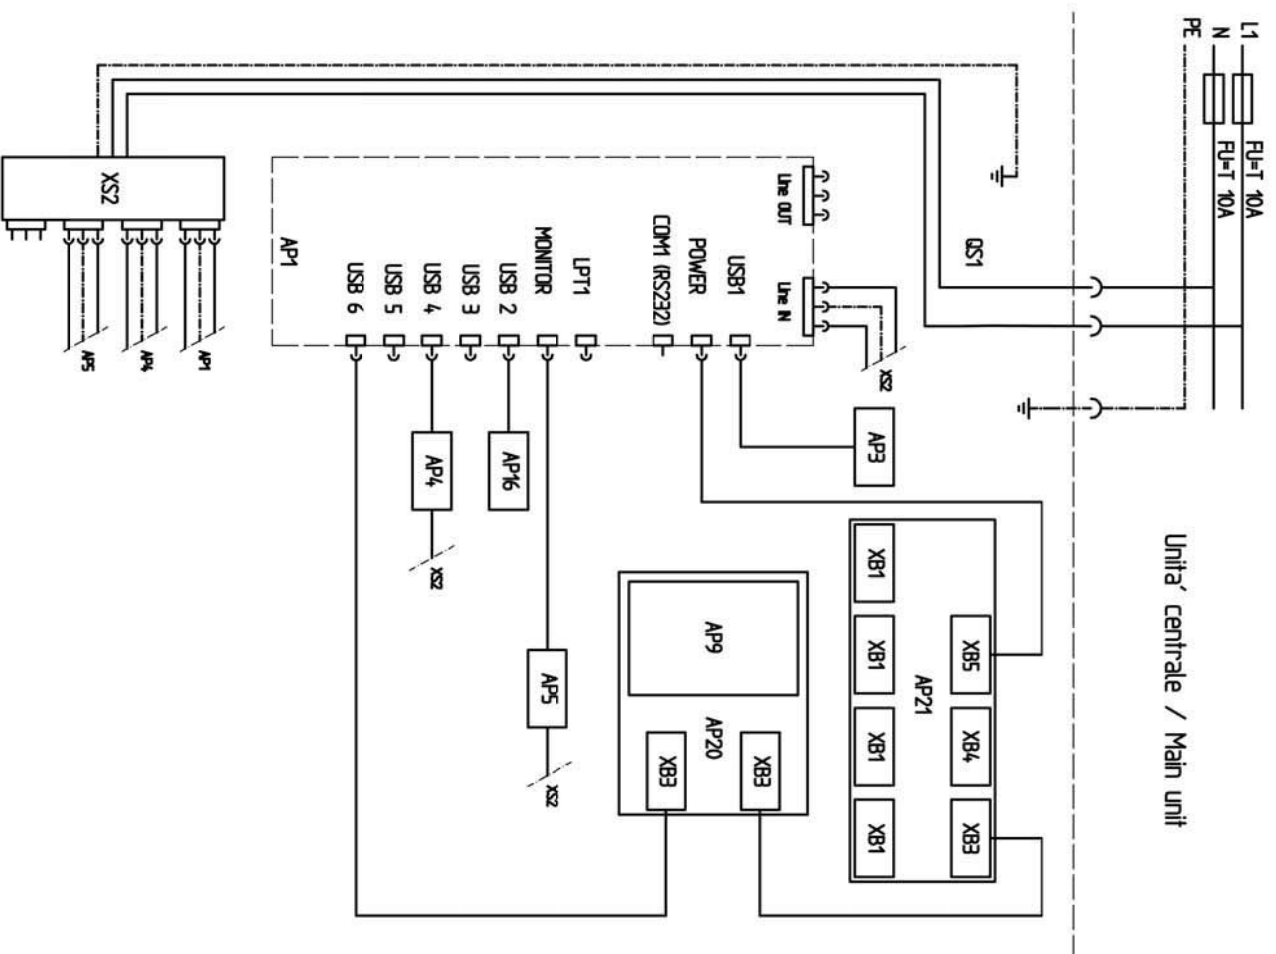 L1
N
PE
FU=T 10A
FU=T 10A
QS1
Unita' centrale / Main unit
XS2
AP5
AP4
AP1
AP1
Line OUT
Line IN
USB1
POWER
COM1 (RS232)
LPT1
MONITOR
USB 2
USB 3
USB 4
USB 5
USB 6
XS2
AP3
AP16
AP4
XS2
AP5
XS2
AP9
AP20
XB3
XB3
AP21
XB1
XB1
XB1
XB1
XB5
XB4
XB3